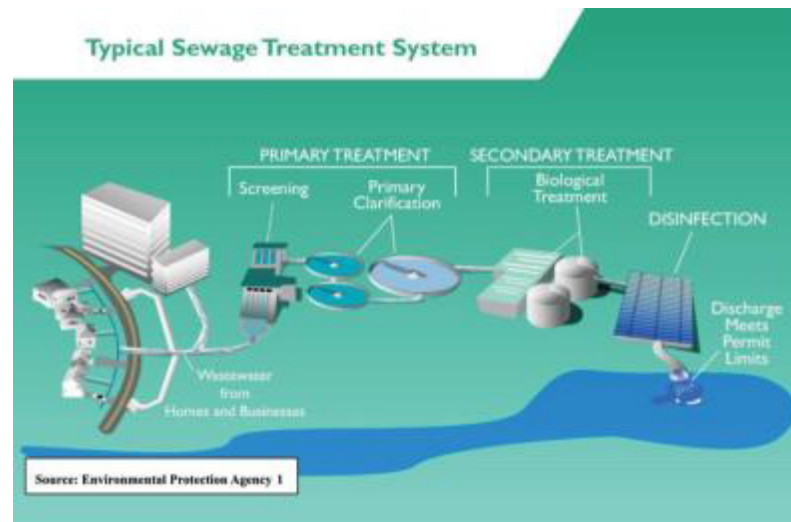 Typical Sewage Treatment System
PRIMARY TREATMENT
SECONDARY TREATMENT
Screening
Primary
Clarification
Biological
Treatment
DISINFECTION
Discharge
Meets
Permit
Limits
Wastewater
from
Homes and Businesses
Source: Environmental Protection Agency 1